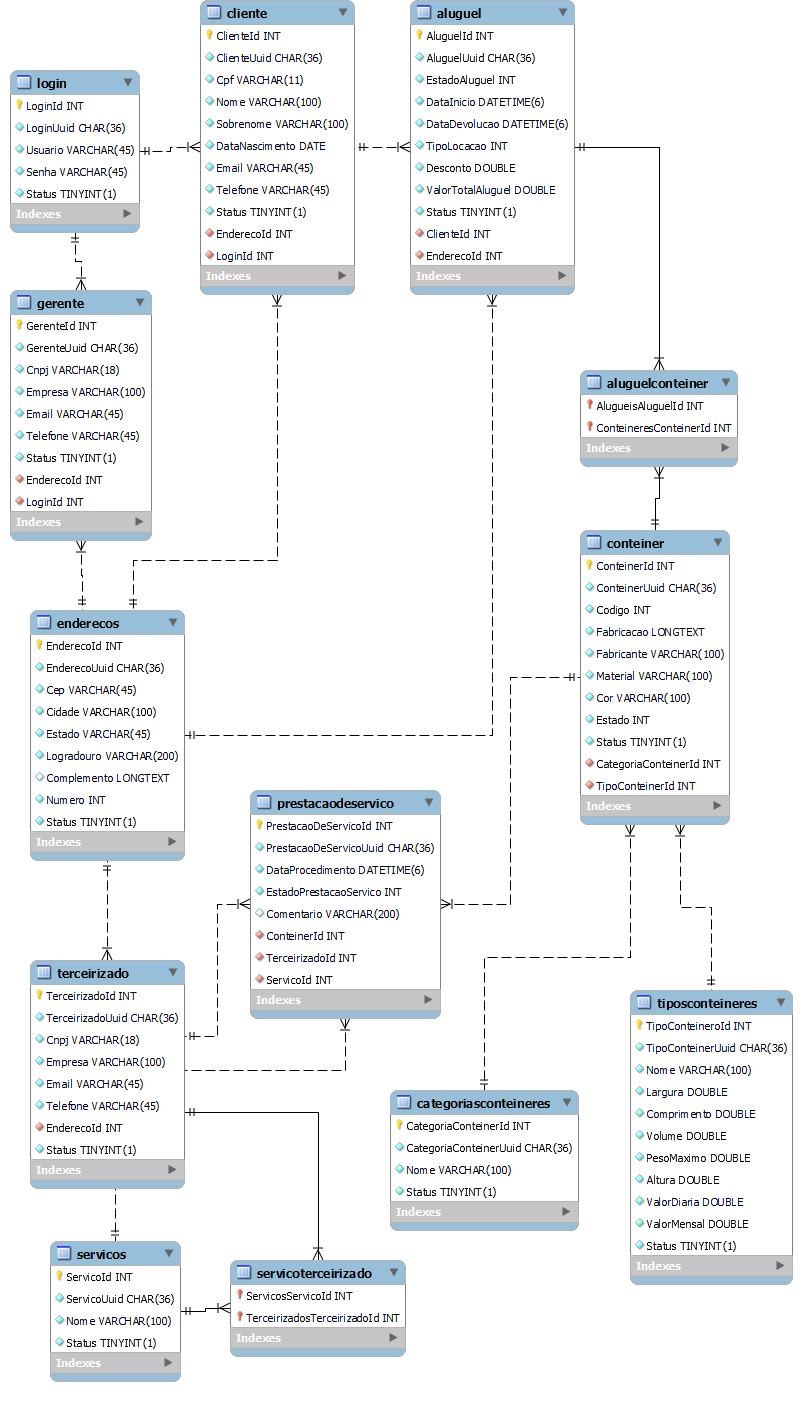 cliente
ClienteId INT
ClienteUuid CHAR(36)
Cpf VARCHAR(11)
Nome VARCHAR(100)
Sobrenome VARCHAR(100)
DataNascimento DATE
Email VARCHAR(45)
Telefone VARCHAR(45)
Status TINYINT(1)
EnderecoId INT
LoginId INT
Indexes
aluguel
AluguelId INT
AluguelUuid CHAR(36)
EstadoAluguel INT
DataInicio DATETIME(6)
DataDevolucao DATETIME(6)
TipoLocacao INT
Desconto DOUBLE
ValorTotalAluguel DOUBLE
Status TINYINT(1)
ClienteId INT
EnderecoId INT
Indexes
login
LoginId INT
LoginUuid CHAR(36)
Usuario VARCHAR(45)
Senha VARCHAR(45)
Status TINYINT(1)
Indexes
gerente
GerenteId INT
GerenteUuid CHAR(36)
Cnpj VARCHAR(18)
Empresa VARCHAR(100)
Email VARCHAR(45)
Telefone VARCHAR(45)
Status TINYINT(1)
EnderecoId INT
LoginId INT
Indexes
aluguelconteiner
AlugueisAluguelId INT
ConteineresConteinerId INT
Indexes
conteiner
ConteinerId INT
ConteinerUuid CHAR(36)
Codigo INT
Fabricacao LONGTEXT
Fabricante VARCHAR(100)
Material VARCHAR(100)
Cor VARCHAR(100)
Estado INT
Status TINYINT(1)
CategoriaConteinerId INT
TipoConteinerId INT
Indexes
enderecos
EnderecoId INT
EnderecoUuid CHAR(36)
Cep VARCHAR(45)
Cidade VARCHAR(100)
Estado VARCHAR(45)
Logradouro VARCHAR(200)
Complemento LONGTEXT
Numero INT
Status TINYINT(1)
Indexes
prestacaodeservico
PrestacaoDeServicoId INT
PrestacaoDeServicoUuid CHAR(36)
DataProcedimento DATETIME(6)
EstadoPrestacaoServico INT
Comentario VARCHAR(200)
ConteinerId INT
TerceirizadoId INT
ServicoId INT
Indexes
terceirizado
TerceirizadoId INT
TerceirizadoUuid CHAR(36)
Cnpj VARCHAR(18)
Empresa VARCHAR(100)
Email VARCHAR(45)
Telefone VARCHAR(45)
EnderecoId INT
Status TINYINT(1)
Indexes
tiposconteineres
TipoConteineroId INT
TipoConteinerUuid CHAR(36)
Nome VARCHAR(100)
Largura DOUBLE
Comprimento DOUBLE
Volume DOUBLE
PesoMaximo DOUBLE
Altura DOUBLE
ValorDiaria DOUBLE
ValorMensal DOUBLE
Status TINYINT(1)
Indexes
categoriasconteineres
CategoriaConteinerId INT
CategoriaConteinerUuid CHAR(36)
Nome VARCHAR(100)
Status TINYINT(1)
Indexes
servicos
ServicoId INT
ServicoUuid CHAR(36)
Nome VARCHAR(100)
Status TINYINT(1)
Indexes
servicoterceirizado
ServicosServicoId INT
TerceirizadosTerceirizadoId INT
Indexes